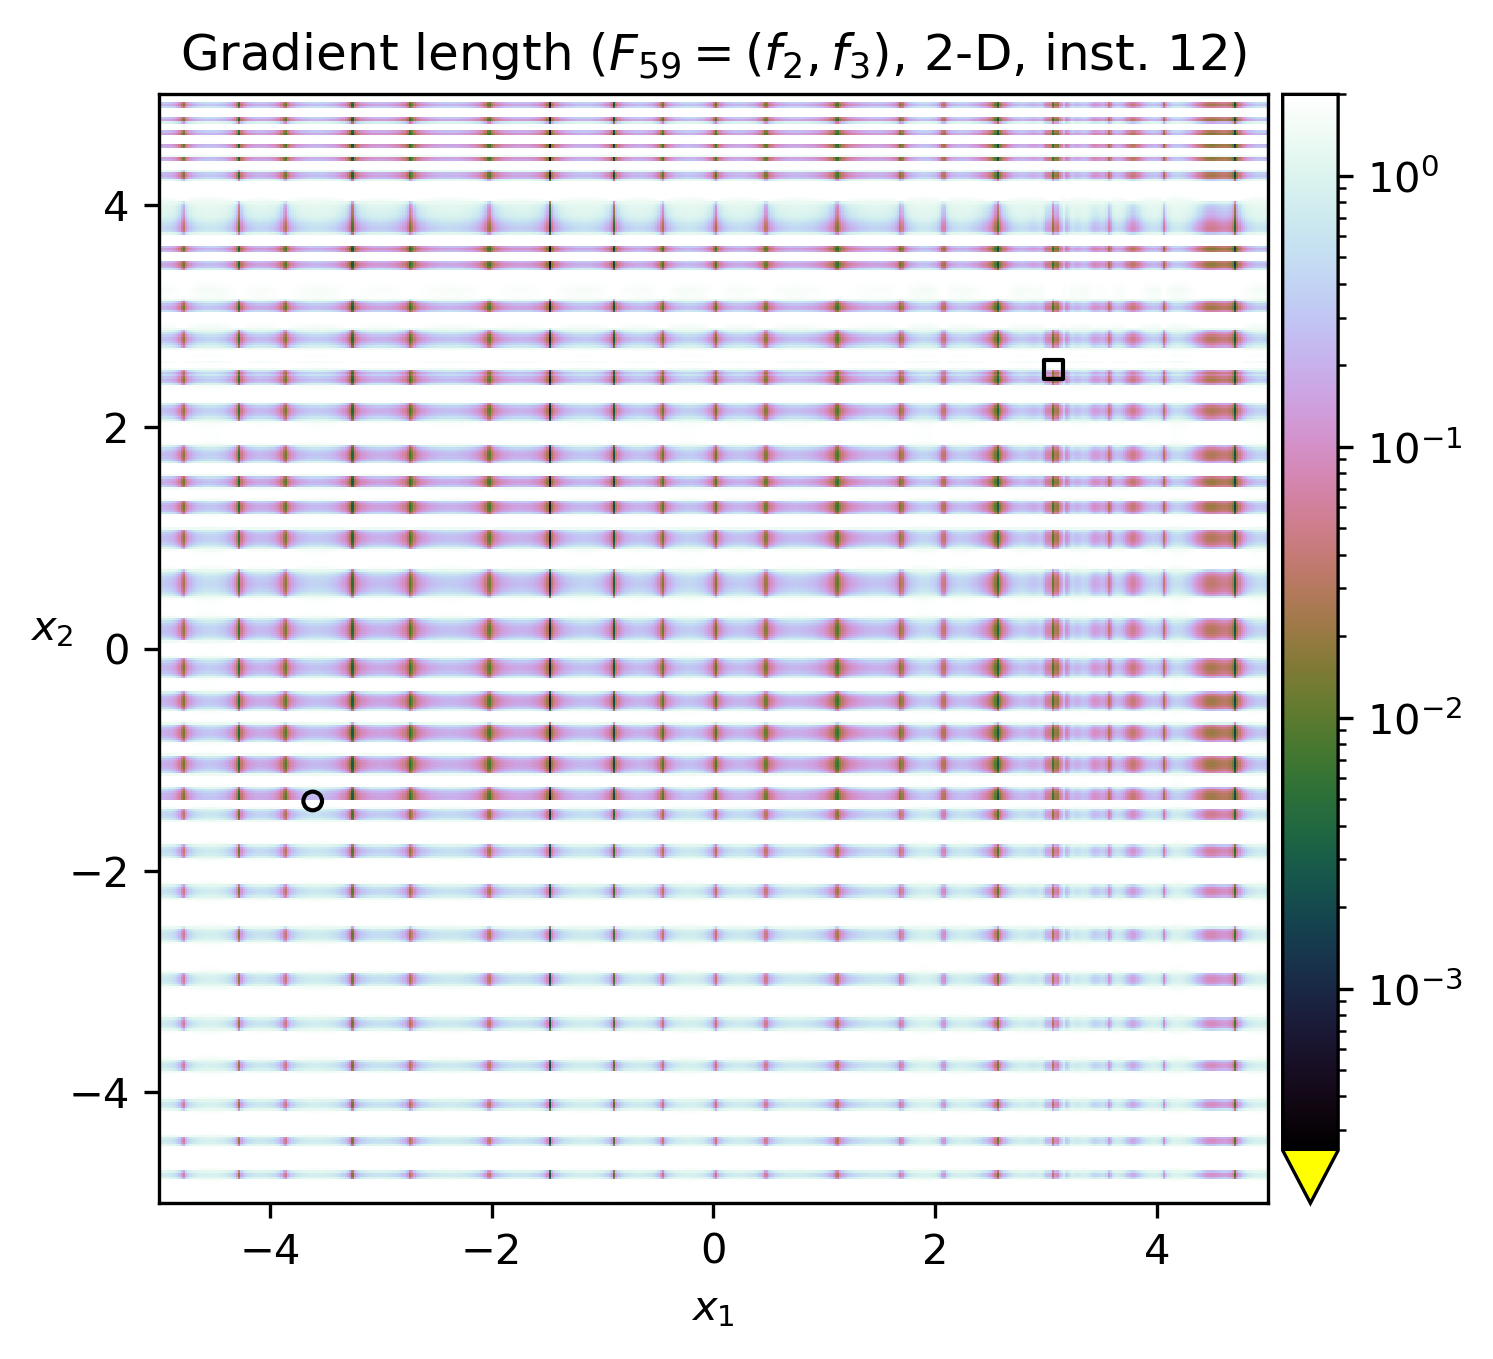 Gradient length (F₅₉ = (f₂, f₃), 2-D, inst. 12)
4
2
0
−2
−4
x₂
−4 −2 0 2 4
x₁
10⁰
10⁻¹
10⁻²
10⁻³